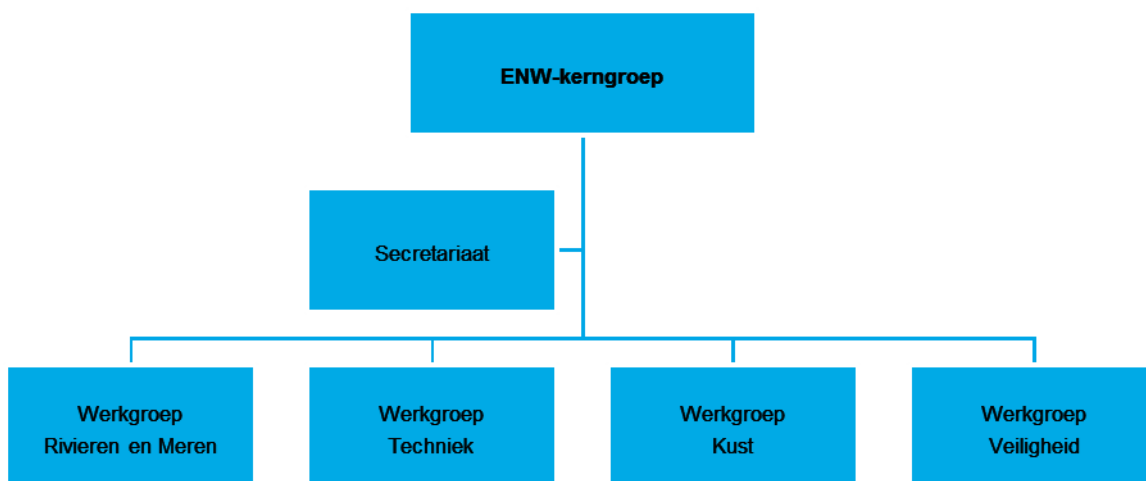 ENW-kerngroep
Secretariaat
Werkgroep
Rivieren en Meren
Werkgroep
Techniek
Werkgroep
Kust
Werkgroep
Veiligheid